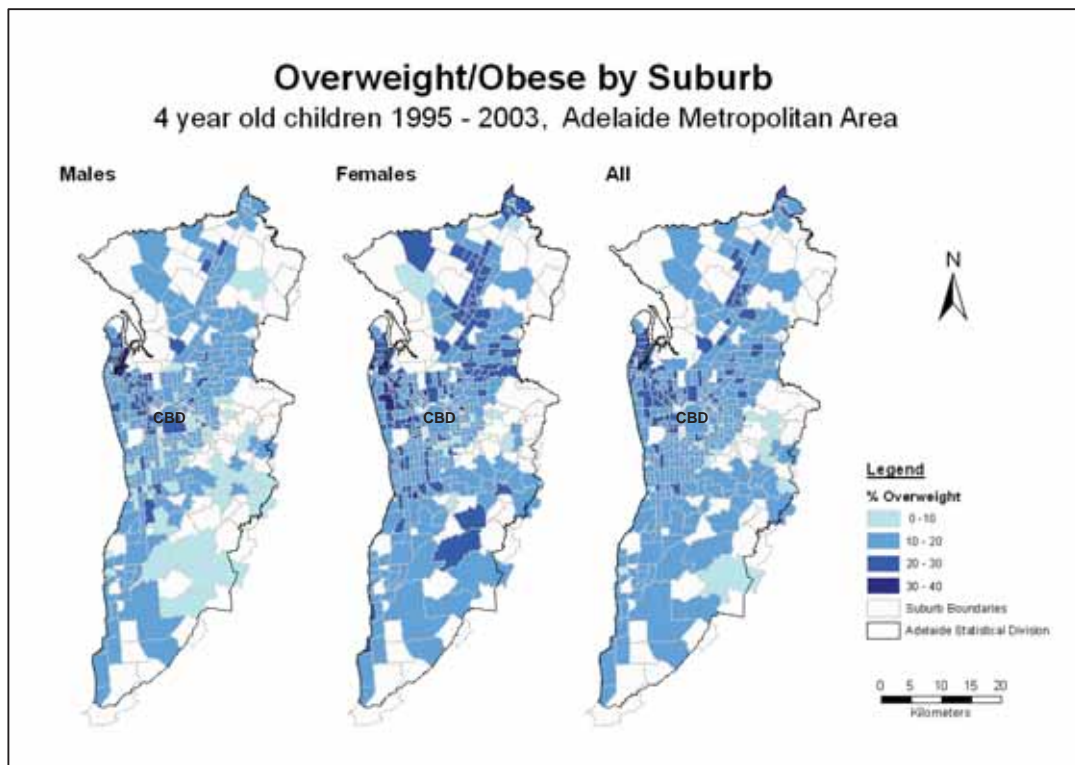 Overweight/Obese by Suburb
4 year old children 1995 - 2003, Adelaide Metropolitan Area
Males
Females
All
N
CBD
CBD
CBD
Legend
% Overweight
0 - 10
10 - 20
20 - 30
30 - 40
Suburb Boundaries
Adelaide Statistical Division
0 5 10 15 20
Kilometers